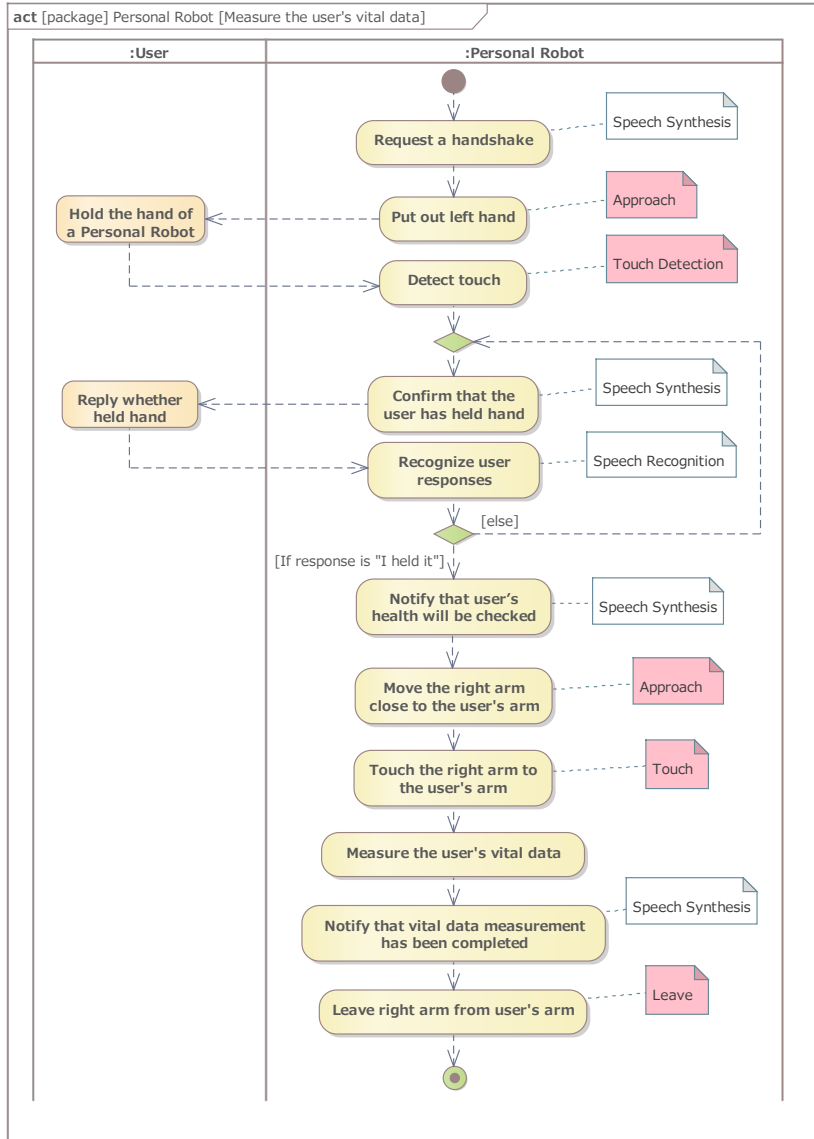 act [package] Personal Robot [Measure the user's vital data]
:User
:Personal Robot
Request a handshake
Speech Synthesis
Hold the hand of
a Personal Robot
Put out left hand
Approach
Detect touch
Touch Detection
Reply whether
held hand
Confirm that the
user has held hand
Speech Synthesis
Recognize user
responses
Speech Recognition
[else]
[If response is "I held it"]
Notify that user’s
health will be checked
Speech Synthesis
Move the right arm
close to the user's arm
Approach
Touch the right arm to
the user's arm
Touch
Measure the user's vital data
Notify that vital data measurement
has been completed
Speech Synthesis
Leave right arm from user's arm
Leave